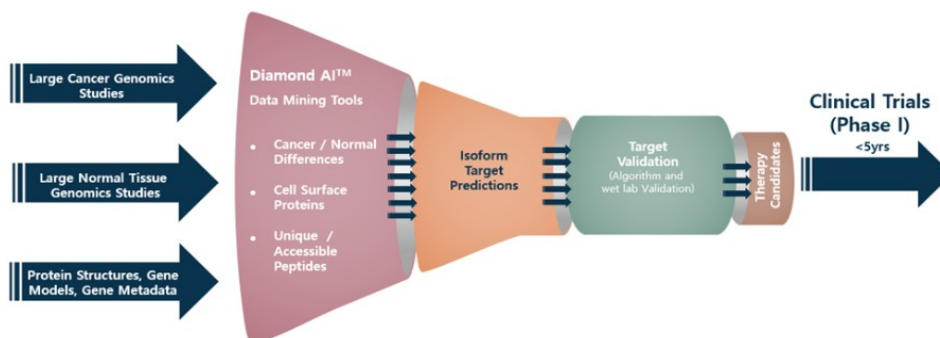 Large Cancer Genomics
Studies
Large Normal Tissue
Genomics Studies
Protein Structures, Gene
Models, Gene Metadata
Diamond AI™
Data Mining Tools
• Cancer / Normal
Differences
• Cell Surface
Proteins
• Unique /
Accessible
Peptides
Isoform
Target
Predictions
Target
Validation
(Algorithm and
wet lab Validation)
Therapy
Candidates
Clinical Trials
(Phase I)
<5yrs